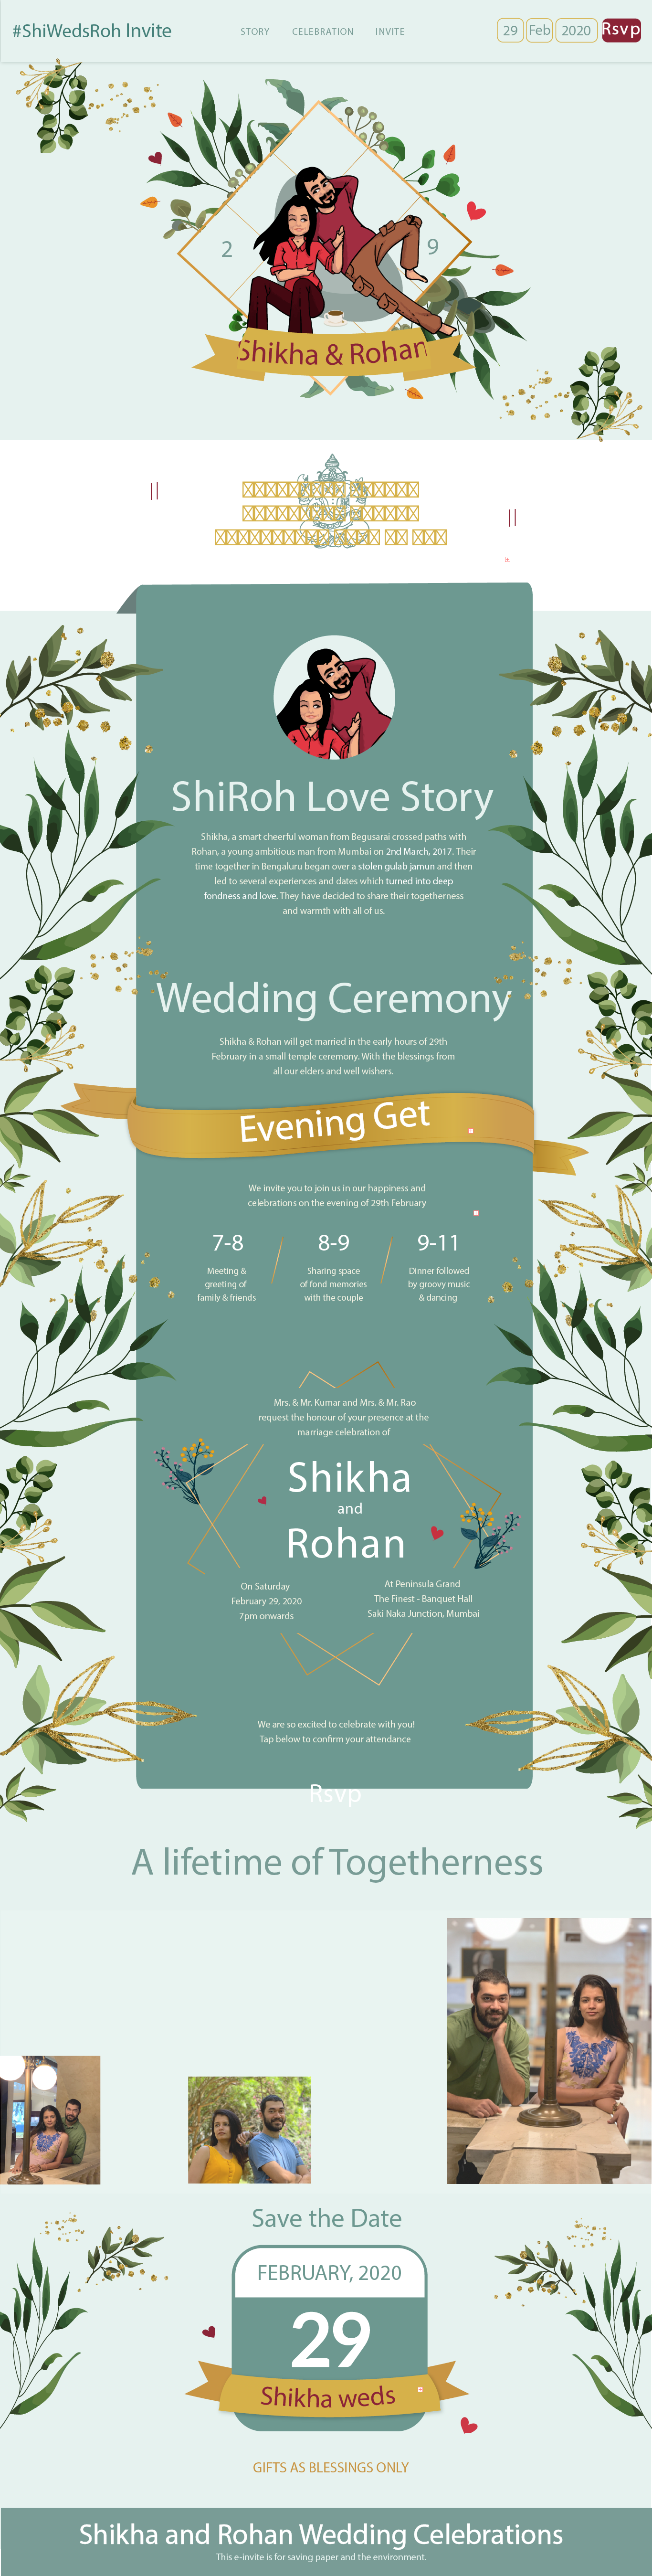 #ShiWedsRoh Invite
STORY CELEBRATION INVITE
29 Feb 2020 Rsvp
2 9
Shikha & Rohan
ShiRoh Love Story
Shikha, a smart cheerful woman from Begusarai crossed paths with
Rohan, a young ambitious man from Mumbai on 2nd March, 2017. Their
time together in Bengaluru began over a stolen gulab jamun and then
led to several experiences and dates which turned into deep
fondness and love. They have decided to share their togetherness
and warmth with all of us.
Wedding Ceremony
Shikha & Rohan will get married in the early hours of 29th
February in a small temple ceremony. With the blessings from
all our elders and well wishers.
Evening Get
We invite you to join us in our happiness and
celebrations on the evening of 29th February
7-8 8-9 9-11
Meeting & Sharing space Dinner followed
greeting of of fond memories by groovy music
family & friends with the couple & dancing
Mrs. & Mr. Kumar and Mrs. & Mr. Rao
request the honour of your presence at the
marriage celebration of
Shikha
and
Rohan
On Saturday
February 29, 2020
7pm onwards
At Peninsula Grand
The Finest - Banquet Hall
Saki Naka Junction, Mumbai
We are so excited to celebrate with you!
Tap below to confirm your attendance
Rsvp
A lifetime of Togetherness
Save the Date
FEBRUARY, 2020
29
Shikha weds
GIFTS AS BLESSINGS ONLY
Shikha and Rohan Wedding Celebrations
This e-invite is for saving paper and the environment.